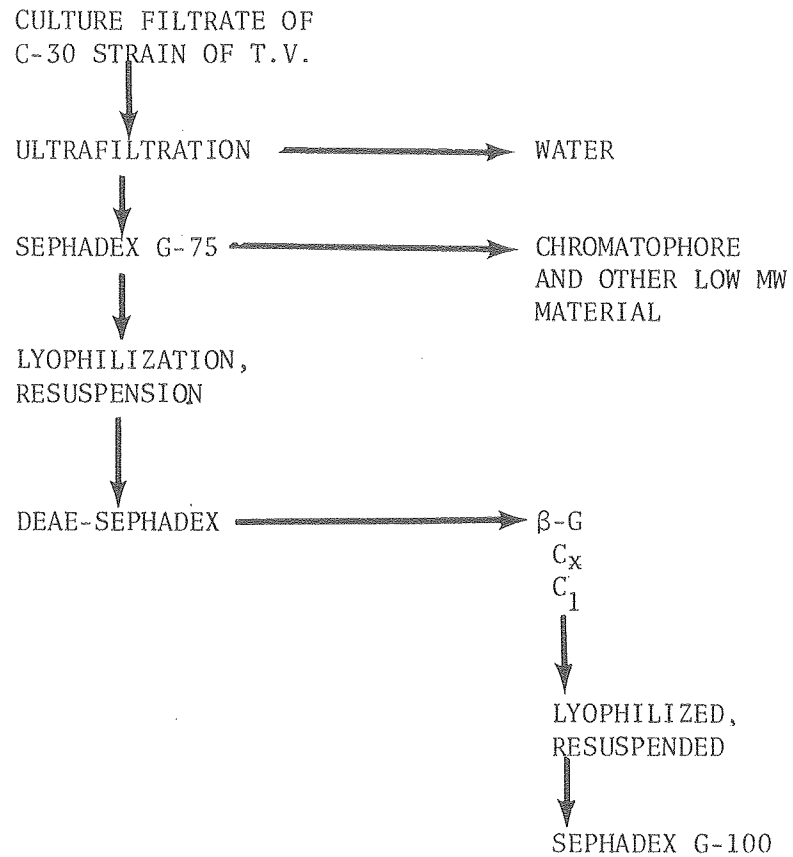 CULTURE FILTRATE OF
C-30 STRAIN OF T.V.
ULTRAFILTRATION
WATER
SEPHADEX G-75
CHROMATOPHORE
AND OTHER LOW MW
MATERIAL
LYOPHILIZATION,
RESUSPENSION
DEAE-SEPHADEX
β-G
Cx
C1
LYOPHILIZED,
RESUSPENDED
SEPHADEX G-100